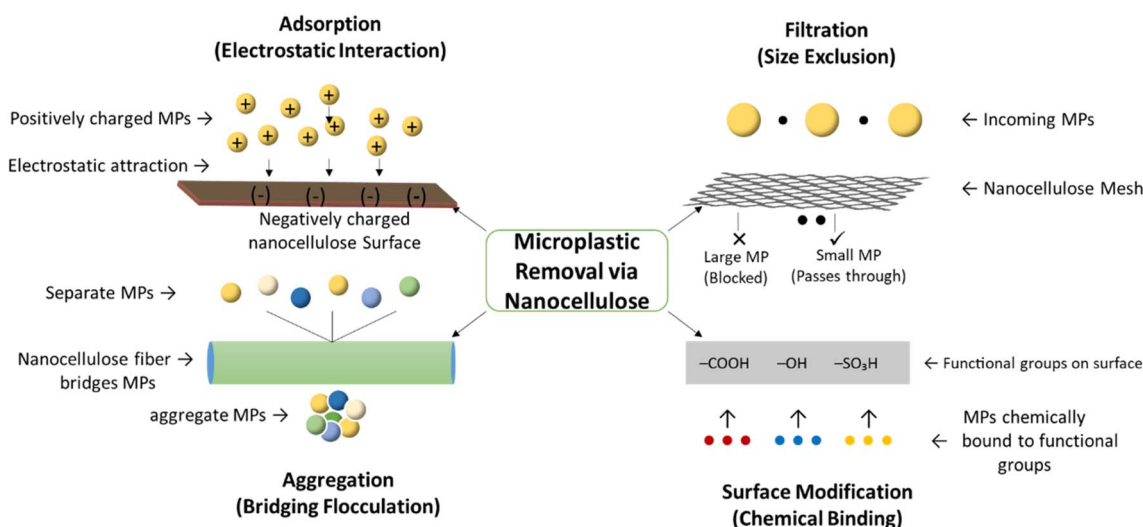 Adsorption
(Electrostatic Interaction)
Positively charged MPs →
+ + + + + + + + + +
Electrostatic attraction →
(-) (-) (-) (-)
Negatively charged
nanocellulose Surface
Filtration
(Size Exclusion)
← Incoming MPs
← Nanocellulose Mesh
Large MP
(Blocked)
Small MP
(Passes through)
Microplastic
Removal via
Nanocellulose
Separate MPs →
Nanocellulose fiber →
bridges MPs
aggregate MPs →
Aggregation
(Bridging Flocculation)
–COOH –OH –SO₃H
← Functional groups on surface
MPs chemically
← bound to functional
groups
Surface Modification
(Chemical Binding)